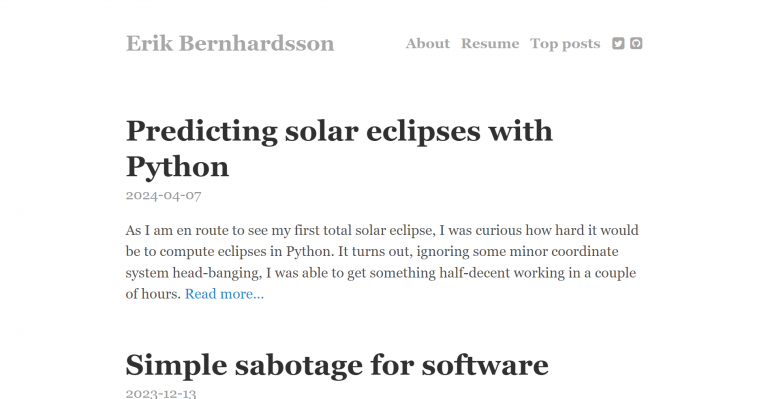 Erik Bernhardsson
About Resume Top posts
Predicting solar eclipses with
Python
2024-04-07
As I am en route to see my first total solar eclipse, I was curious how hard it would
be to compute eclipses in Python. It turns out, ignoring some minor coordinate
system head-banging, I was able to get something half-decent working in a couple
of hours. Read more...
Simple sabotage for software
2023-12-13